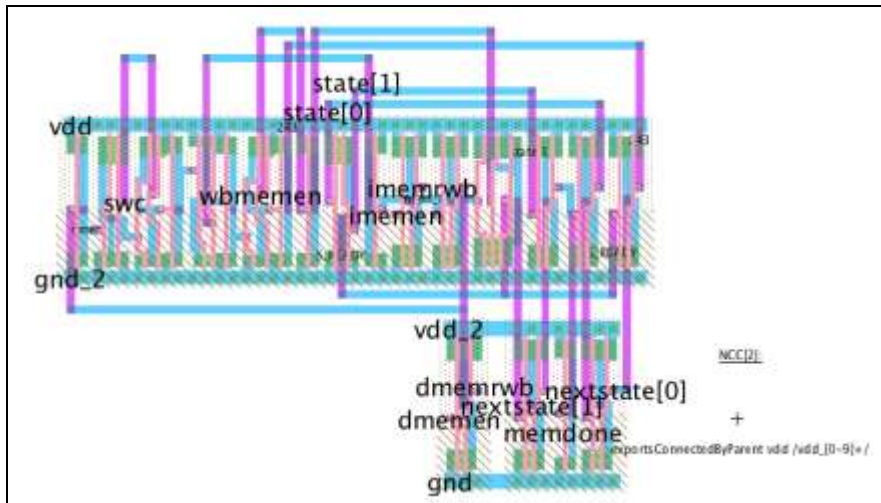 state[1]
state[0]
vdd
imemrwb
wbmemen
swc
imemen
gnd_2
vdd_2
NCC[2]:
dmemrwb
nextstate[0]
nextstate[1]
dmemen
memdone
+
exportsConnectedByParent vdd /vdd_[0-9]+/
gnd